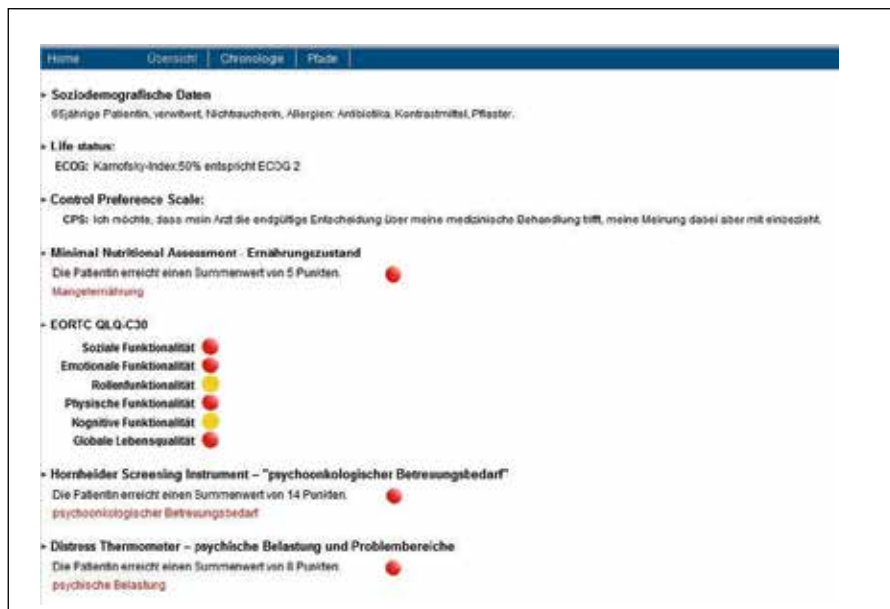 Home Übersicht Chronologie Pfade
Soziodemografische Daten
65jährige Patientin, verwitwet, Nichtraucherin, Allergien: Antibiotika, Kontrastmittel, Pflaster.
Life status:
ECOG: Karnofsky-Index:50% entspricht ECOG 2
Control Preference Scale:
CPS: Ich möchte, dass mein Arzt die endgültige Entscheidung über meine medizinische Behandlung trifft, meine Meinung dabei aber mit einbezieht.
Minimal Nutritional Assessment - Ernährungszustand
Die Patientin erreicht einen Summenwert von 5 Punkten.
Mangelernährung
EORTC QLQ-C30
Soziale Funktionalität
Emotionale Funktionalität
Rollenfunktionalität
Physische Funktionalität
Kognitive Funktionalität
Globale Lebensqualität
Hornheider Screening Instrument – "psychoonkologischer Betreuungsbedarf"
Die Patientin erreicht einen Summenwert von 14 Punkten.
psychoonkologischer Betreuungsbedarf
Distress Thermometer – psychische Belastung und Problembereiche
Die Patientin erreicht einen Summenwert von 8 Punkten.
psychische Belastung